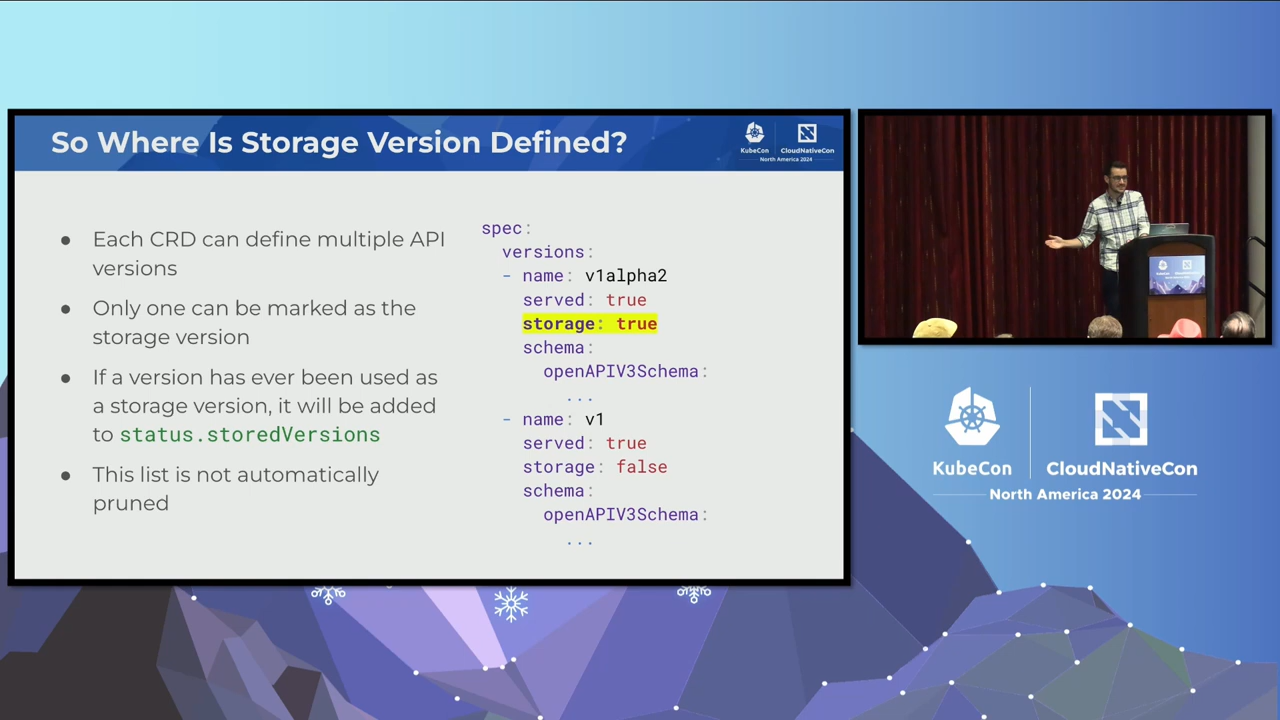 So Where Is Storage Version Defined?
KubeCon
CloudNativeCon
North America 2024
● Each CRD can define multiple API
versions
● Only one can be marked as the
storage version
● If a version has ever been used as
a storage version, it will be added
to status.storedVersions
● This list is not automatically
pruned
spec:
versions:
- name: v1alpha2
served: true
storage: true
schema:
openAPIV3Schema:
...
- name: v1
served: true
storage: false
schema:
openAPIV3Schema:
...
KubeCon
CloudNativeCon
North America 2024